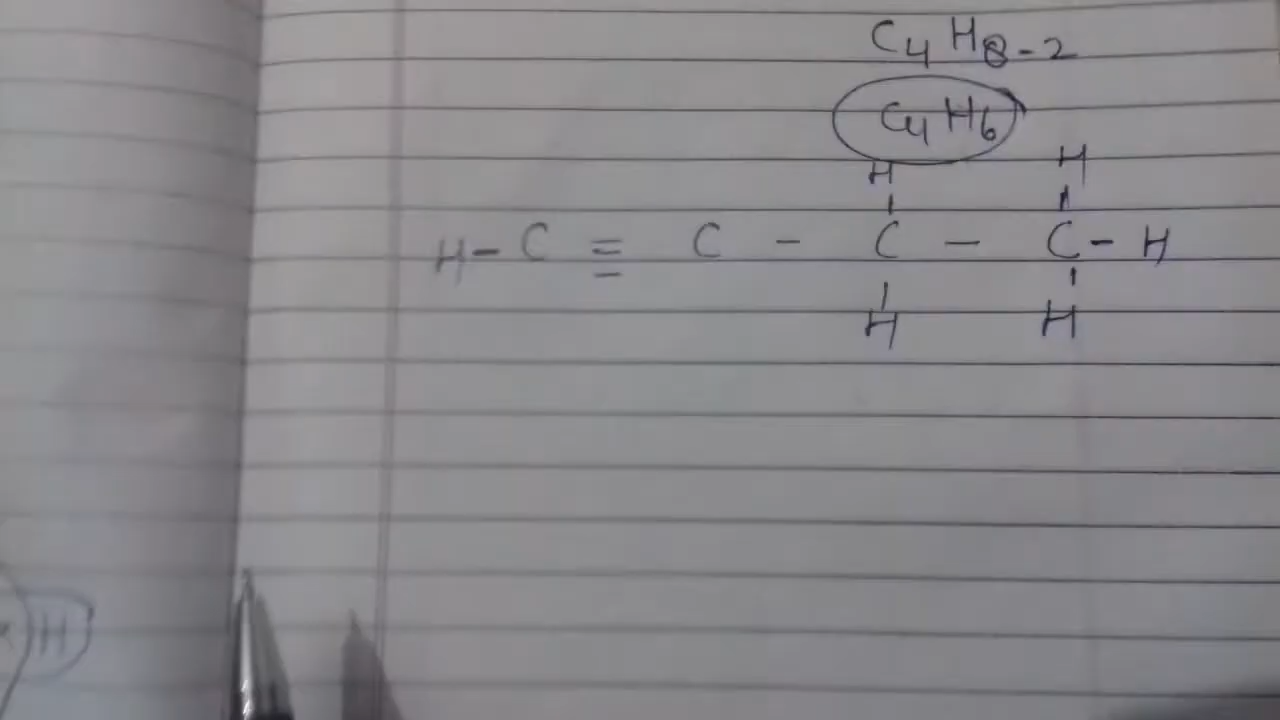 C4H8-2
C4H6
H H
H-C≡C-C-C-H
H H
H